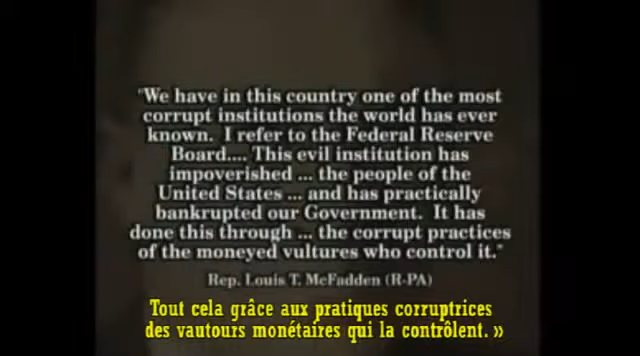 "We have in this country one of the most
corrupt institutions the world has ever
known.  I refer to the Federal Reserve
Board.... This evil institution has
impoverished ... the people of the
United States ... and has practically
bankrupted our Government.  It has
done this through ... the corrupt practices
of the moneyed vultures who control it."
Rep. Louis T. McFadden (R-PA)
Tout cela grâce aux pratiques corruptrices
des vautours monétaires qui la contrôlent. »